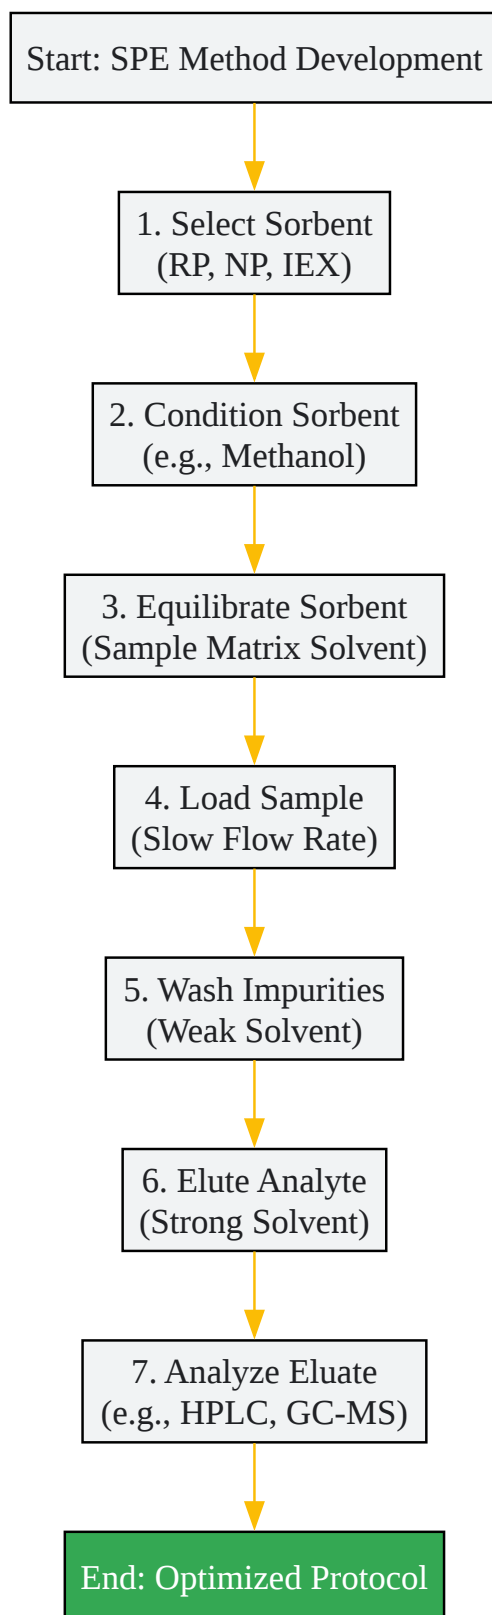 Start: SPE Method Development
1. Select Sorbent
(RP, NP, IEX)
2. Condition Sorbent
(e.g., Methanol)
3. Equilibrate Sorbent
(Sample Matrix Solvent)
4. Load Sample
(Slow Flow Rate)
5. Wash Impurities
(Weak Solvent)
6. Elute Analyte
(Strong Solvent)
7. Analyze Eluate
(e.g., HPLC, GC-MS)
End: Optimized Protocol